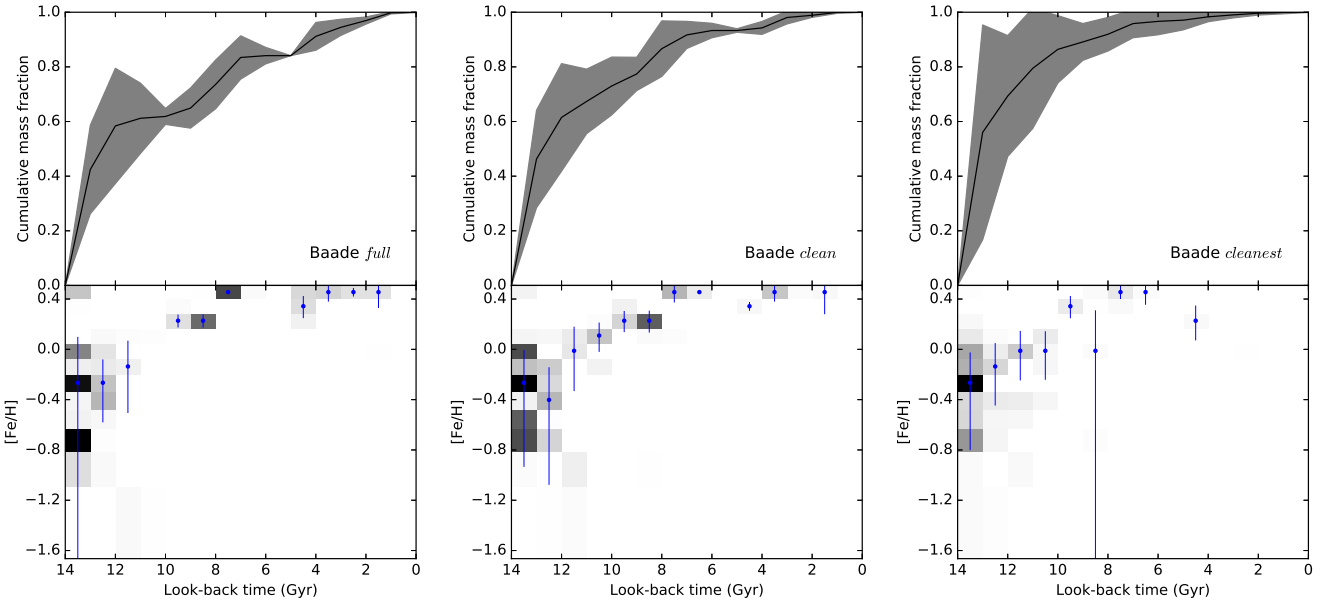 1.0
0.8
0.6
0.4
0.2
0.0
Cumulative mass fraction
Baade full
0.4
0.0
−0.4
−0.8
−1.2
−1.6
[Fe/H]
14 12 10 8 6 4 2 0
Look-back time (Gyr)
1.0
0.8
0.6
0.4
0.2
0.0
Cumulative mass fraction
Baade clean
0.4
0.0
−0.4
−0.8
−1.2
−1.6
[Fe/H]
14 12 10 8 6 4 2 0
Look-back time (Gyr)
1.0
0.8
0.6
0.4
0.2
0.0
Cumulative mass fraction
Baade cleanest
0.4
0.0
−0.4
−0.8
−1.2
−1.6
[Fe/H]
14 12 10 8 6 4 2 0
Look-back time (Gyr)